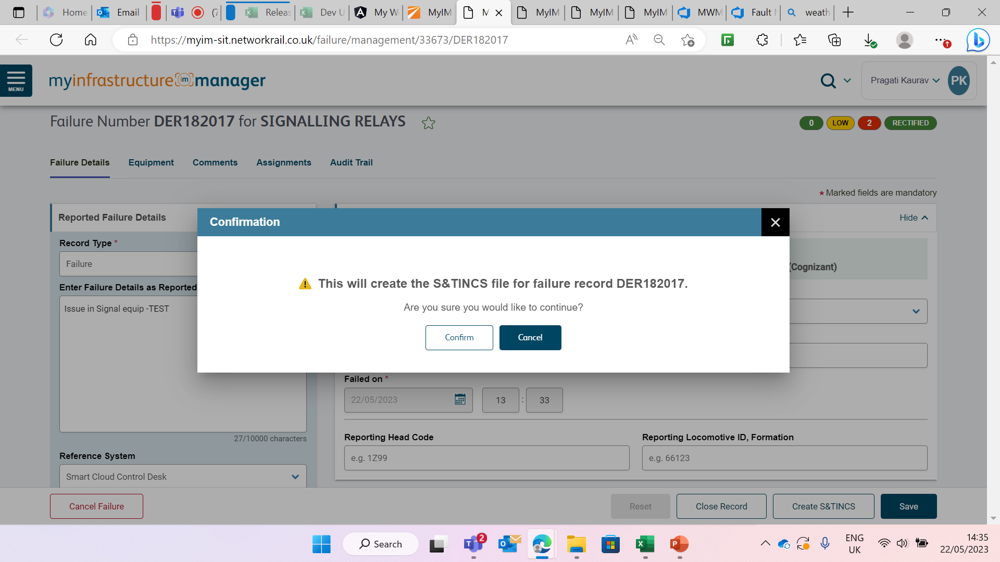 Home
Email
(7
Releas
Dev U
My W
MyIM
M
MyIM
MyIM
MyIM
MWM
Fault
weath
https://myim-sit.networkrail.co.uk/failure/management/33673/DER182017
MENU
myinfrastructure im manager
Pragati Kaurav
PK
Failure Number DER182017 for SIGNALLING RELAYS
0
LOW
2
RECTIFIED
Failure Details
Equipment
Comments
Assignments
Audit Trail
* Marked fields are mandatory
Reported Failure Details
Hide
Confirmation
Record Type *
Failure
(Cognizant)
This will create the S&TINCS file for failure record DER182017.
Enter Failure Details as Reported
Are you sure you would like to continue?
Issue in Signal equip -TEST
Confirm
Cancel
Failed on *
22/05/2023
13 : 33
27/10000 characters
Reporting Head Code
Reporting Locomotive ID, Formation
e.g. 1Z99
e.g. 66123
Reference System
Smart Cloud Control Desk
Cancel Failure
Reset
Close Record
Create S&TINCS
Save
Search
2
ENG
UK
14:35
22/05/2023